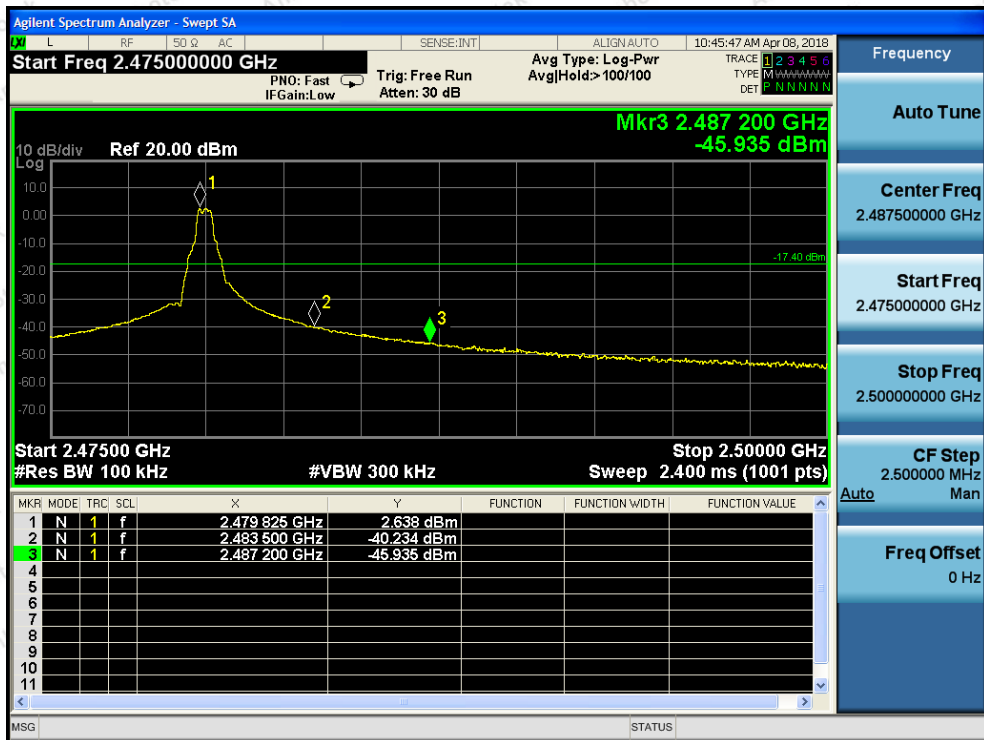 Agilent Spectrum Analyzer - Swept SA
LXI L RF 50 Ω AC SENSE:INT ALIGN AUTO 10:45:47 AM Apr 08, 2018
Start Freq 2.475000000 GHz
PNO: Fast
IFGain:Low
Trig: Free Run
Atten: 30 dB
Avg Type: Log-Pwr
Avg|Hold:> 100/100
TRACE 1 2 3 4 5 6
TYPE M
DET P N N N N N
Mkr3 2.487 200 GHz
-45.935 dBm
10 dB/div Ref 20.00 dBm
Log
10.0
0.00
-10.0
-20.0
-30.0
-40.0
-50.0
-60.0
-70.0
1
2
3
-17.40 dBm
Start 2.47500 GHz Stop 2.50000 GHz
#Res BW 100 kHz #VBW 300 kHz Sweep 2.400 ms (1001 pts)
MKR MODE TRC SCL X Y FUNCTION FUNCTION WIDTH FUNCTION VALUE
1 N 1 f 2.479 825 GHz 2.638 dBm
2 N 1 f 2.483 500 GHz -40.234 dBm
3 N 1 f 2.487 200 GHz -45.935 dBm
4
5
6
7
8
9
10
11
MSG STATUS
Frequency
Auto Tune
Center Freq
2.487500000 GHz
Start Freq
2.475000000 GHz
Stop Freq
2.500000000 GHz
CF Step
2.500000 MHz
Auto Man
Freq Offset
0 Hz